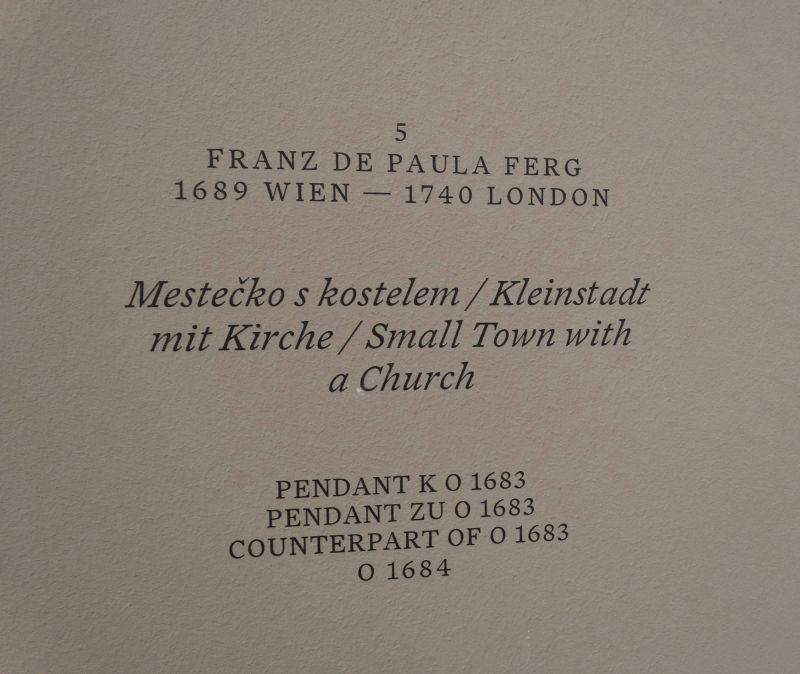 5
FRANZ DE PAULA FERG
1689 WIEN — 1740 LONDON
Mestečko s kostelem / Kleinstadt
mit Kirche / Small Town with
a Church
PENDANT K O 1683
PENDANT ZU O 1683
COUNTERPART OF O 1683
O 1684